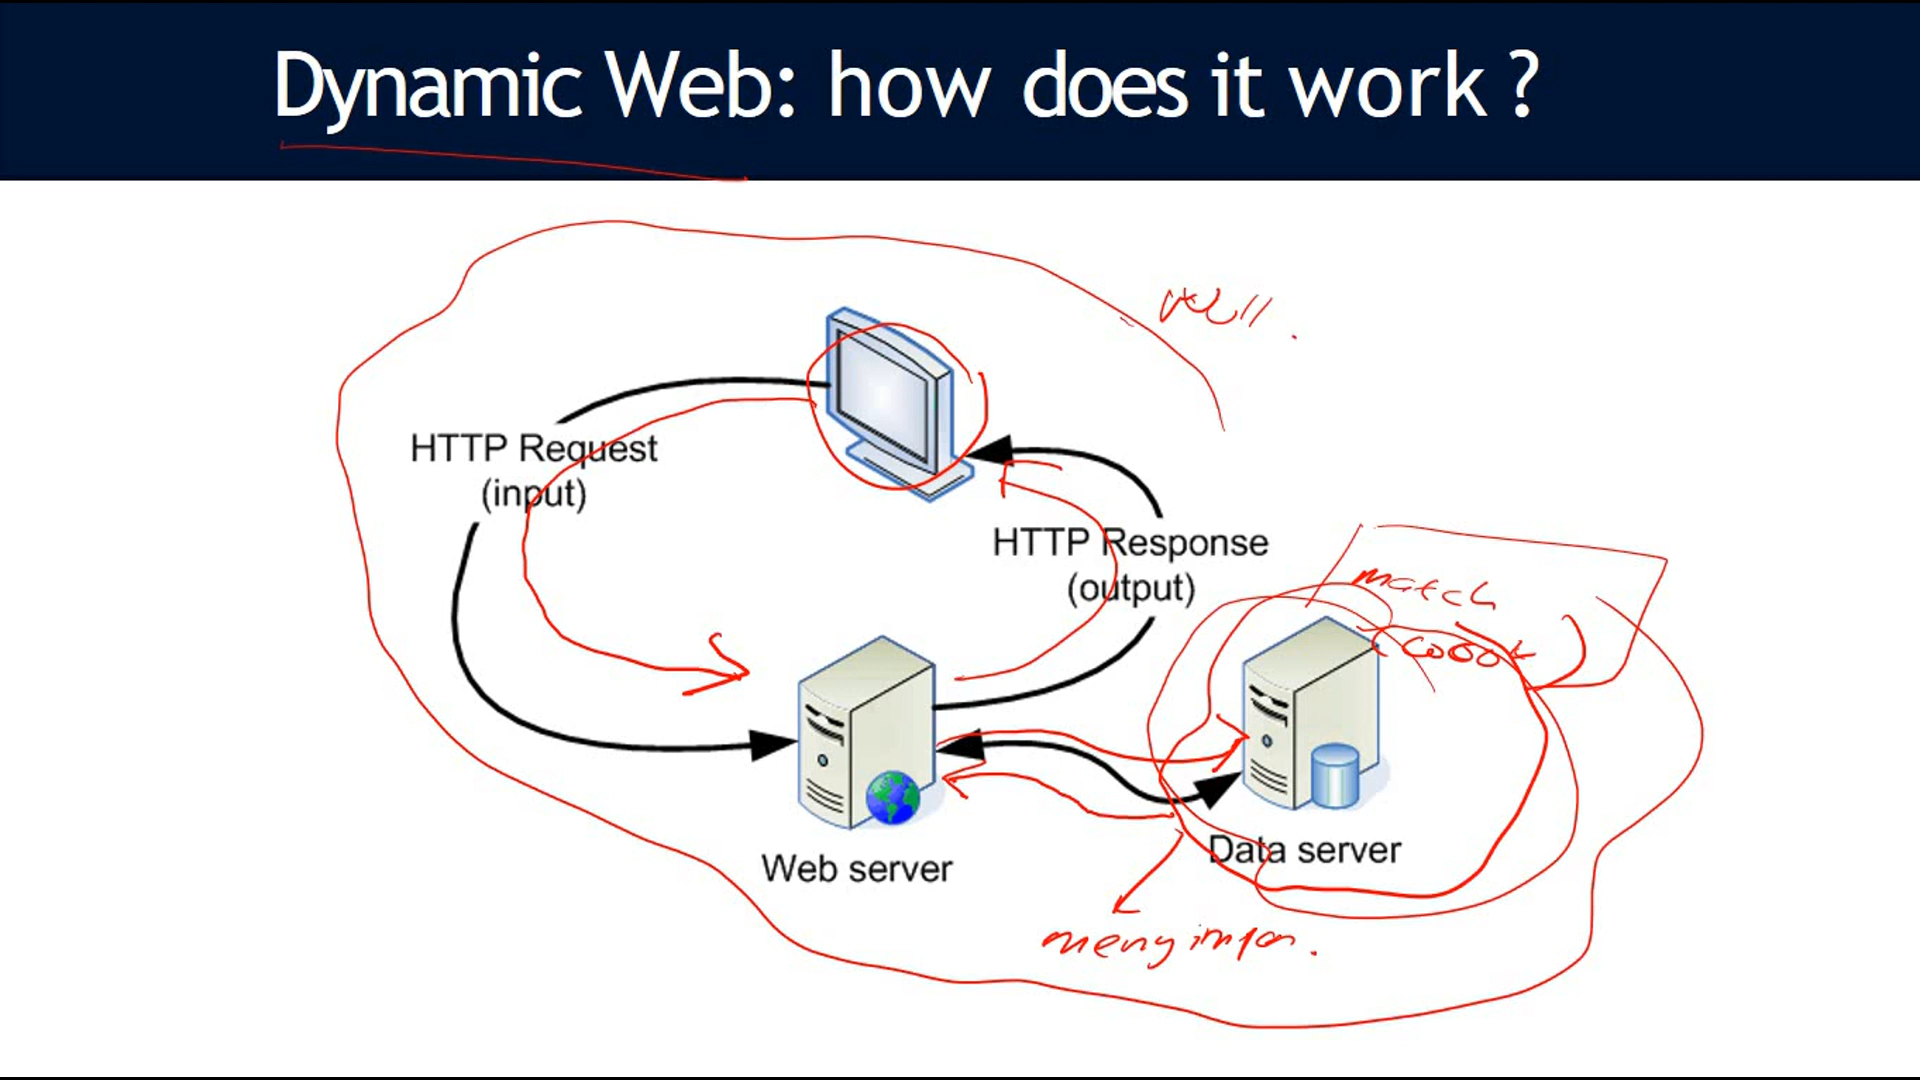 Dynamic Web: how does it work ?
HTTP Request
(input)
HTTP Response
(output)
match
Web server
Data server
menyimpan.